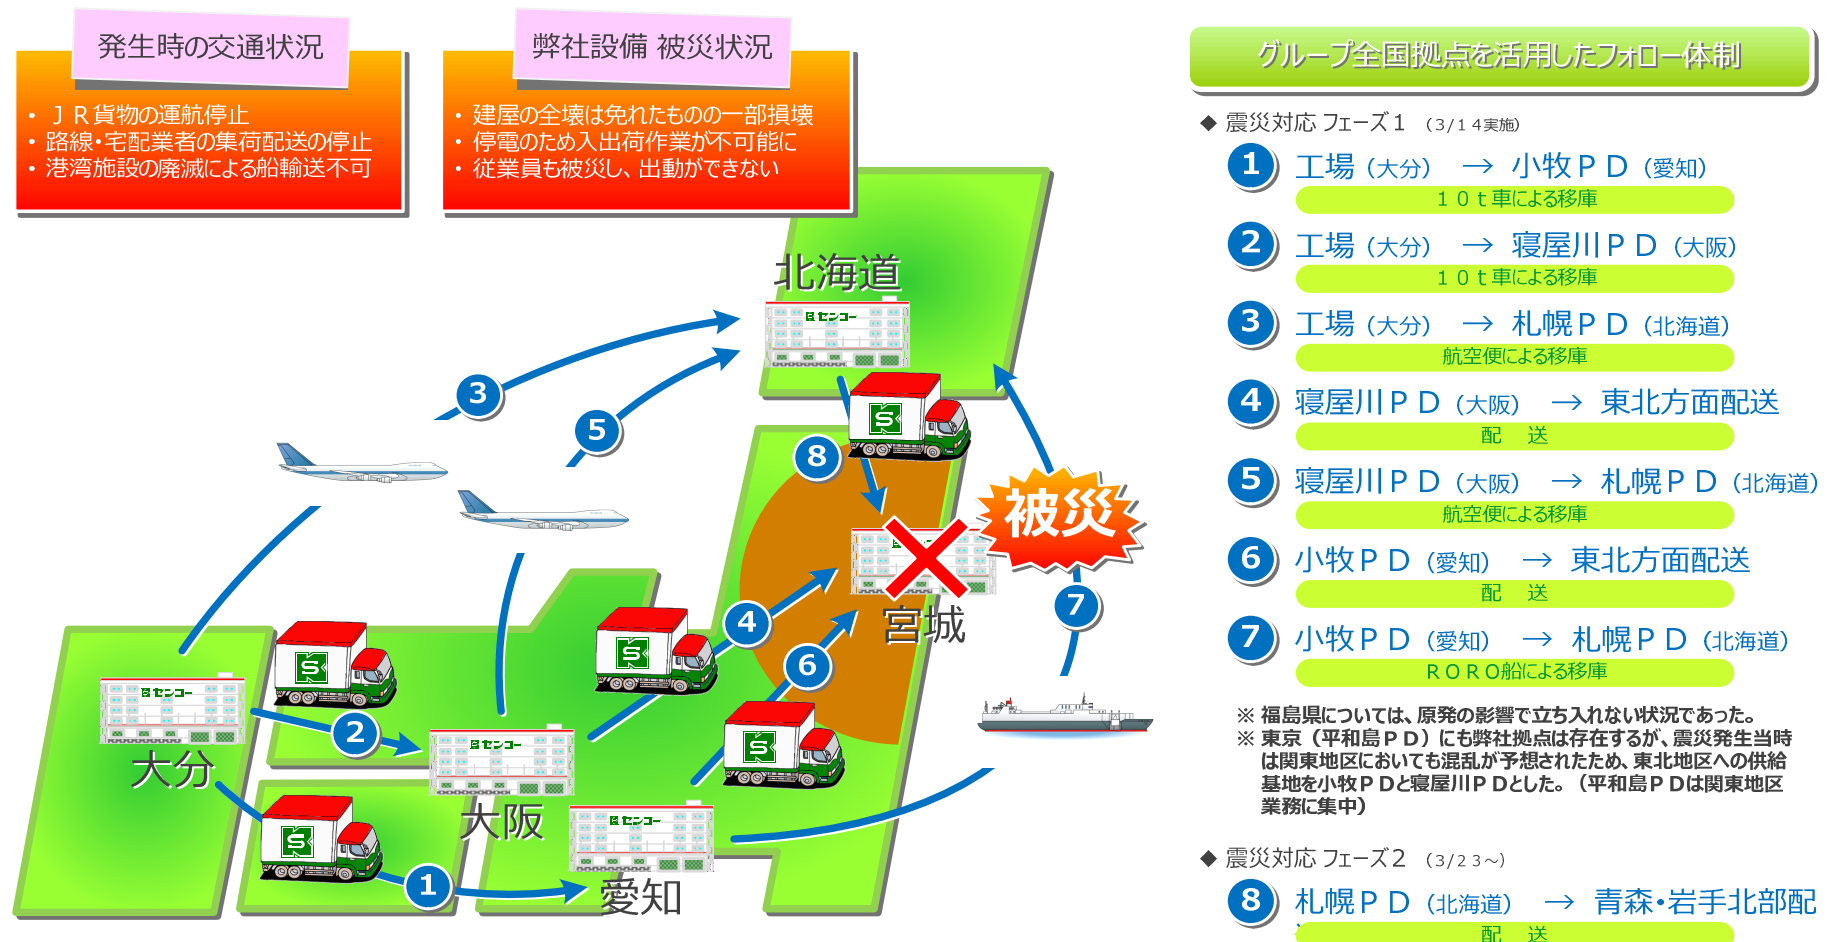 発生時の交通状況
・ ＪＲ貨物の運航停止
・ 路線・宅配業者の集荷配送の停止
・ 港湾施設の廃滅による船輸送不可
弊社設備 被災状況
・ 建屋の全壊は免れたものの一部損壊
・ 停電のため入出荷作業が不可能に
・ 従業員も被災し、出動ができない
北海道
センコー
3
5
8
被災
7
宮城
4
6
センコー
大分
2
センコー
大阪
センコー
愛知
1
S
S
S
S
S
グループ全国拠点を活用したフォロー体制
◆ 震災対応 フェーズ１ （３/１４実施）
1 工場（大分） → 小牧ＰＤ（愛知）
１０ｔ車による移庫
2 工場（大分） → 寝屋川ＰＤ（大阪）
１０ｔ車による移庫
3 工場（大分） → 札幌ＰＤ（北海道）
航空便による移庫
4 寝屋川ＰＤ（大阪） → 東北方面配送
配　送
5 寝屋川ＰＤ（大阪） → 札幌ＰＤ（北海道）
航空便による移庫
6 小牧ＰＤ（愛知） → 東北方面配送
配　送
7 小牧ＰＤ（愛知） → 札幌ＰＤ（北海道）
ＲＯＲＯ船による移庫
※ 福島県については、原発の影響で立ち入れない状況であった。
※ 東京（平和島ＰＤ）にも弊社拠点は存在するが、震災発生当時
は関東地区においても混乱が予想されたため、東北地区への供給
基地を小牧ＰＤと寝屋川ＰＤとした。（平和島ＰＤは関東地区
業務に集中）
◆ 震災対応 フェーズ２ （３/２３～）
8 札幌ＰＤ（北海道） → 青森・岩手北部配
配　送